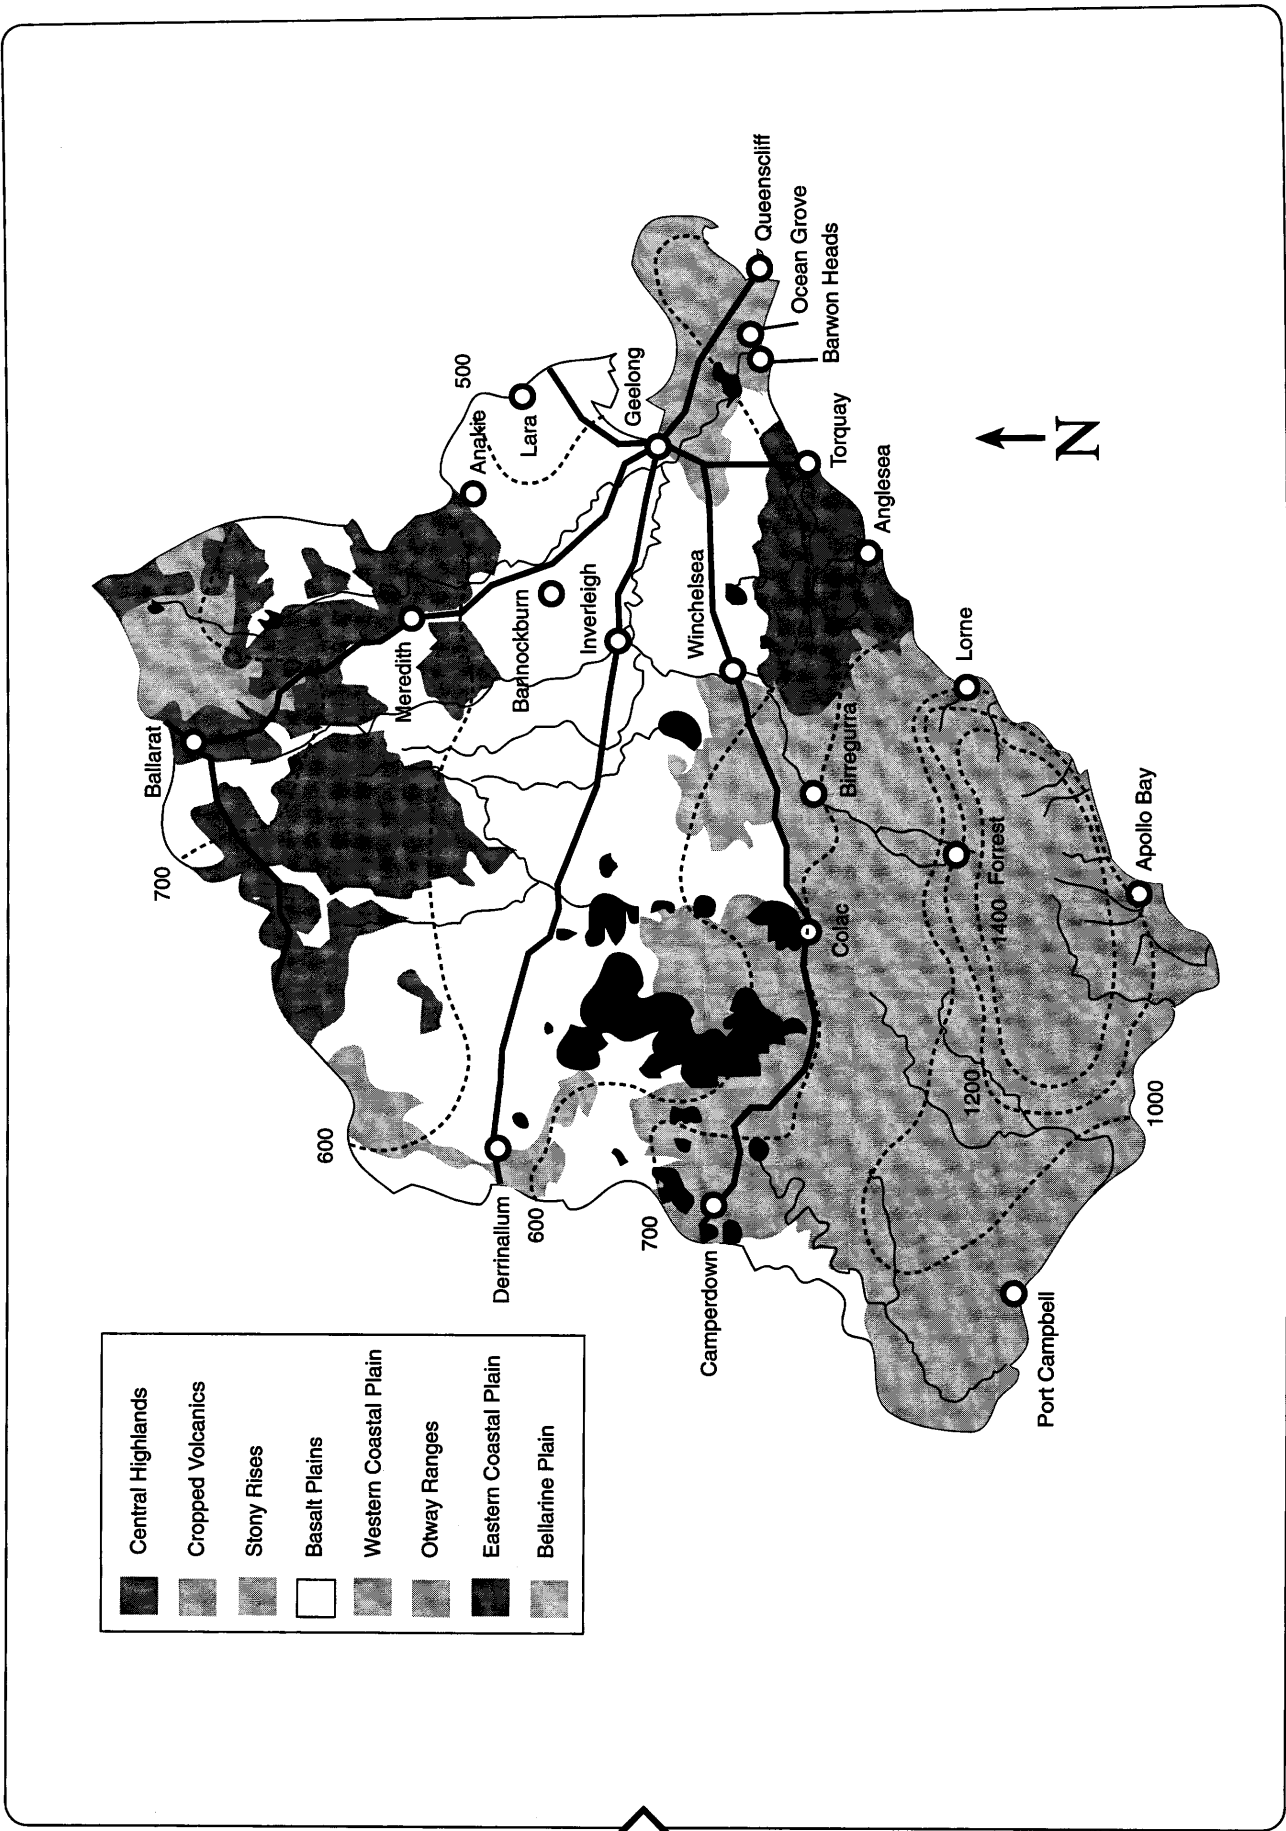 Central Highlands
Cropped Volcanics
Stony Rises
Basalt Plains
Western Coastal Plain
Otway Ranges
Eastern Coastal Plain
Bellarine Plain
700
Ballarat
600
500
Anakie
Lara
Meredith
Bannockburn
Geelong
Derrinallum
Inverleigh
600
Queenscliff
Ocean Grove
Barwon Heads
700
Winchelsea
Camperdown
Torquay
Colac
Birregurra
Anglesea
Lorne
Forrest
1400
1200
Port Campbell
1000
Apollo Bay
N